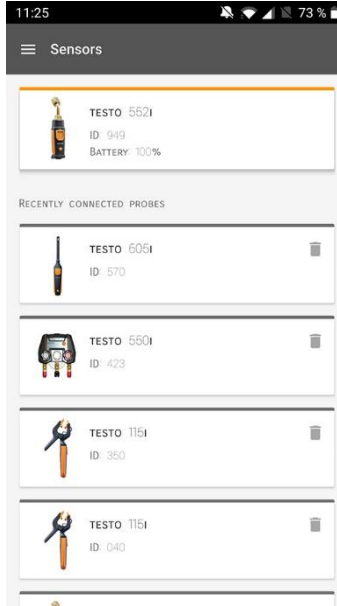 11:25
73 %
Sensors
TESTO 552I
ID: 949
BATTERY: 100%
RECENTLY CONNECTED PROBES
TESTO 605I
ID: 570
TESTO 550I
ID: 423
TESTO 115I
ID: 350
TESTO 115I
ID: 040